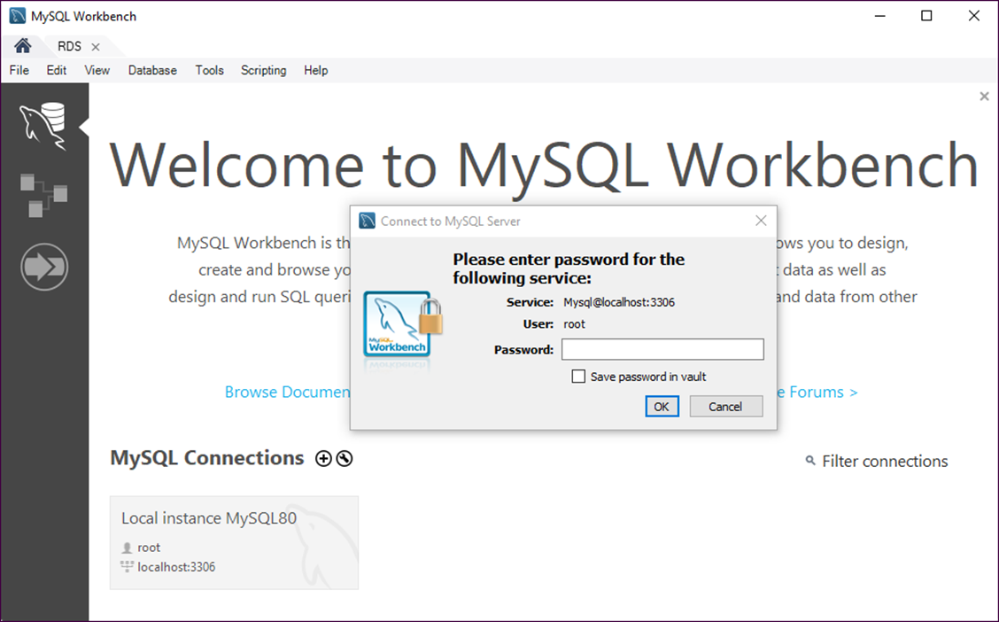 MySQL Workbench
RDS
File Edit View Database Tools Scripting Help
Welcome to MySQL Workbench
Connect to MySQL Server
MySQL Workbench is th
ows you to design,
create and browse yo
t data as well as
design and run SQL queri
and data from other
Please enter password for the
following service:
Service: Mysql@localhost:3306
User: root
Password:
MySQL
Workbench
Save password in vault
OK Cancel
Browse Documen
e Forums >
MySQL Connections
Filter connections
Local instance MySQL80
root
localhost:3306